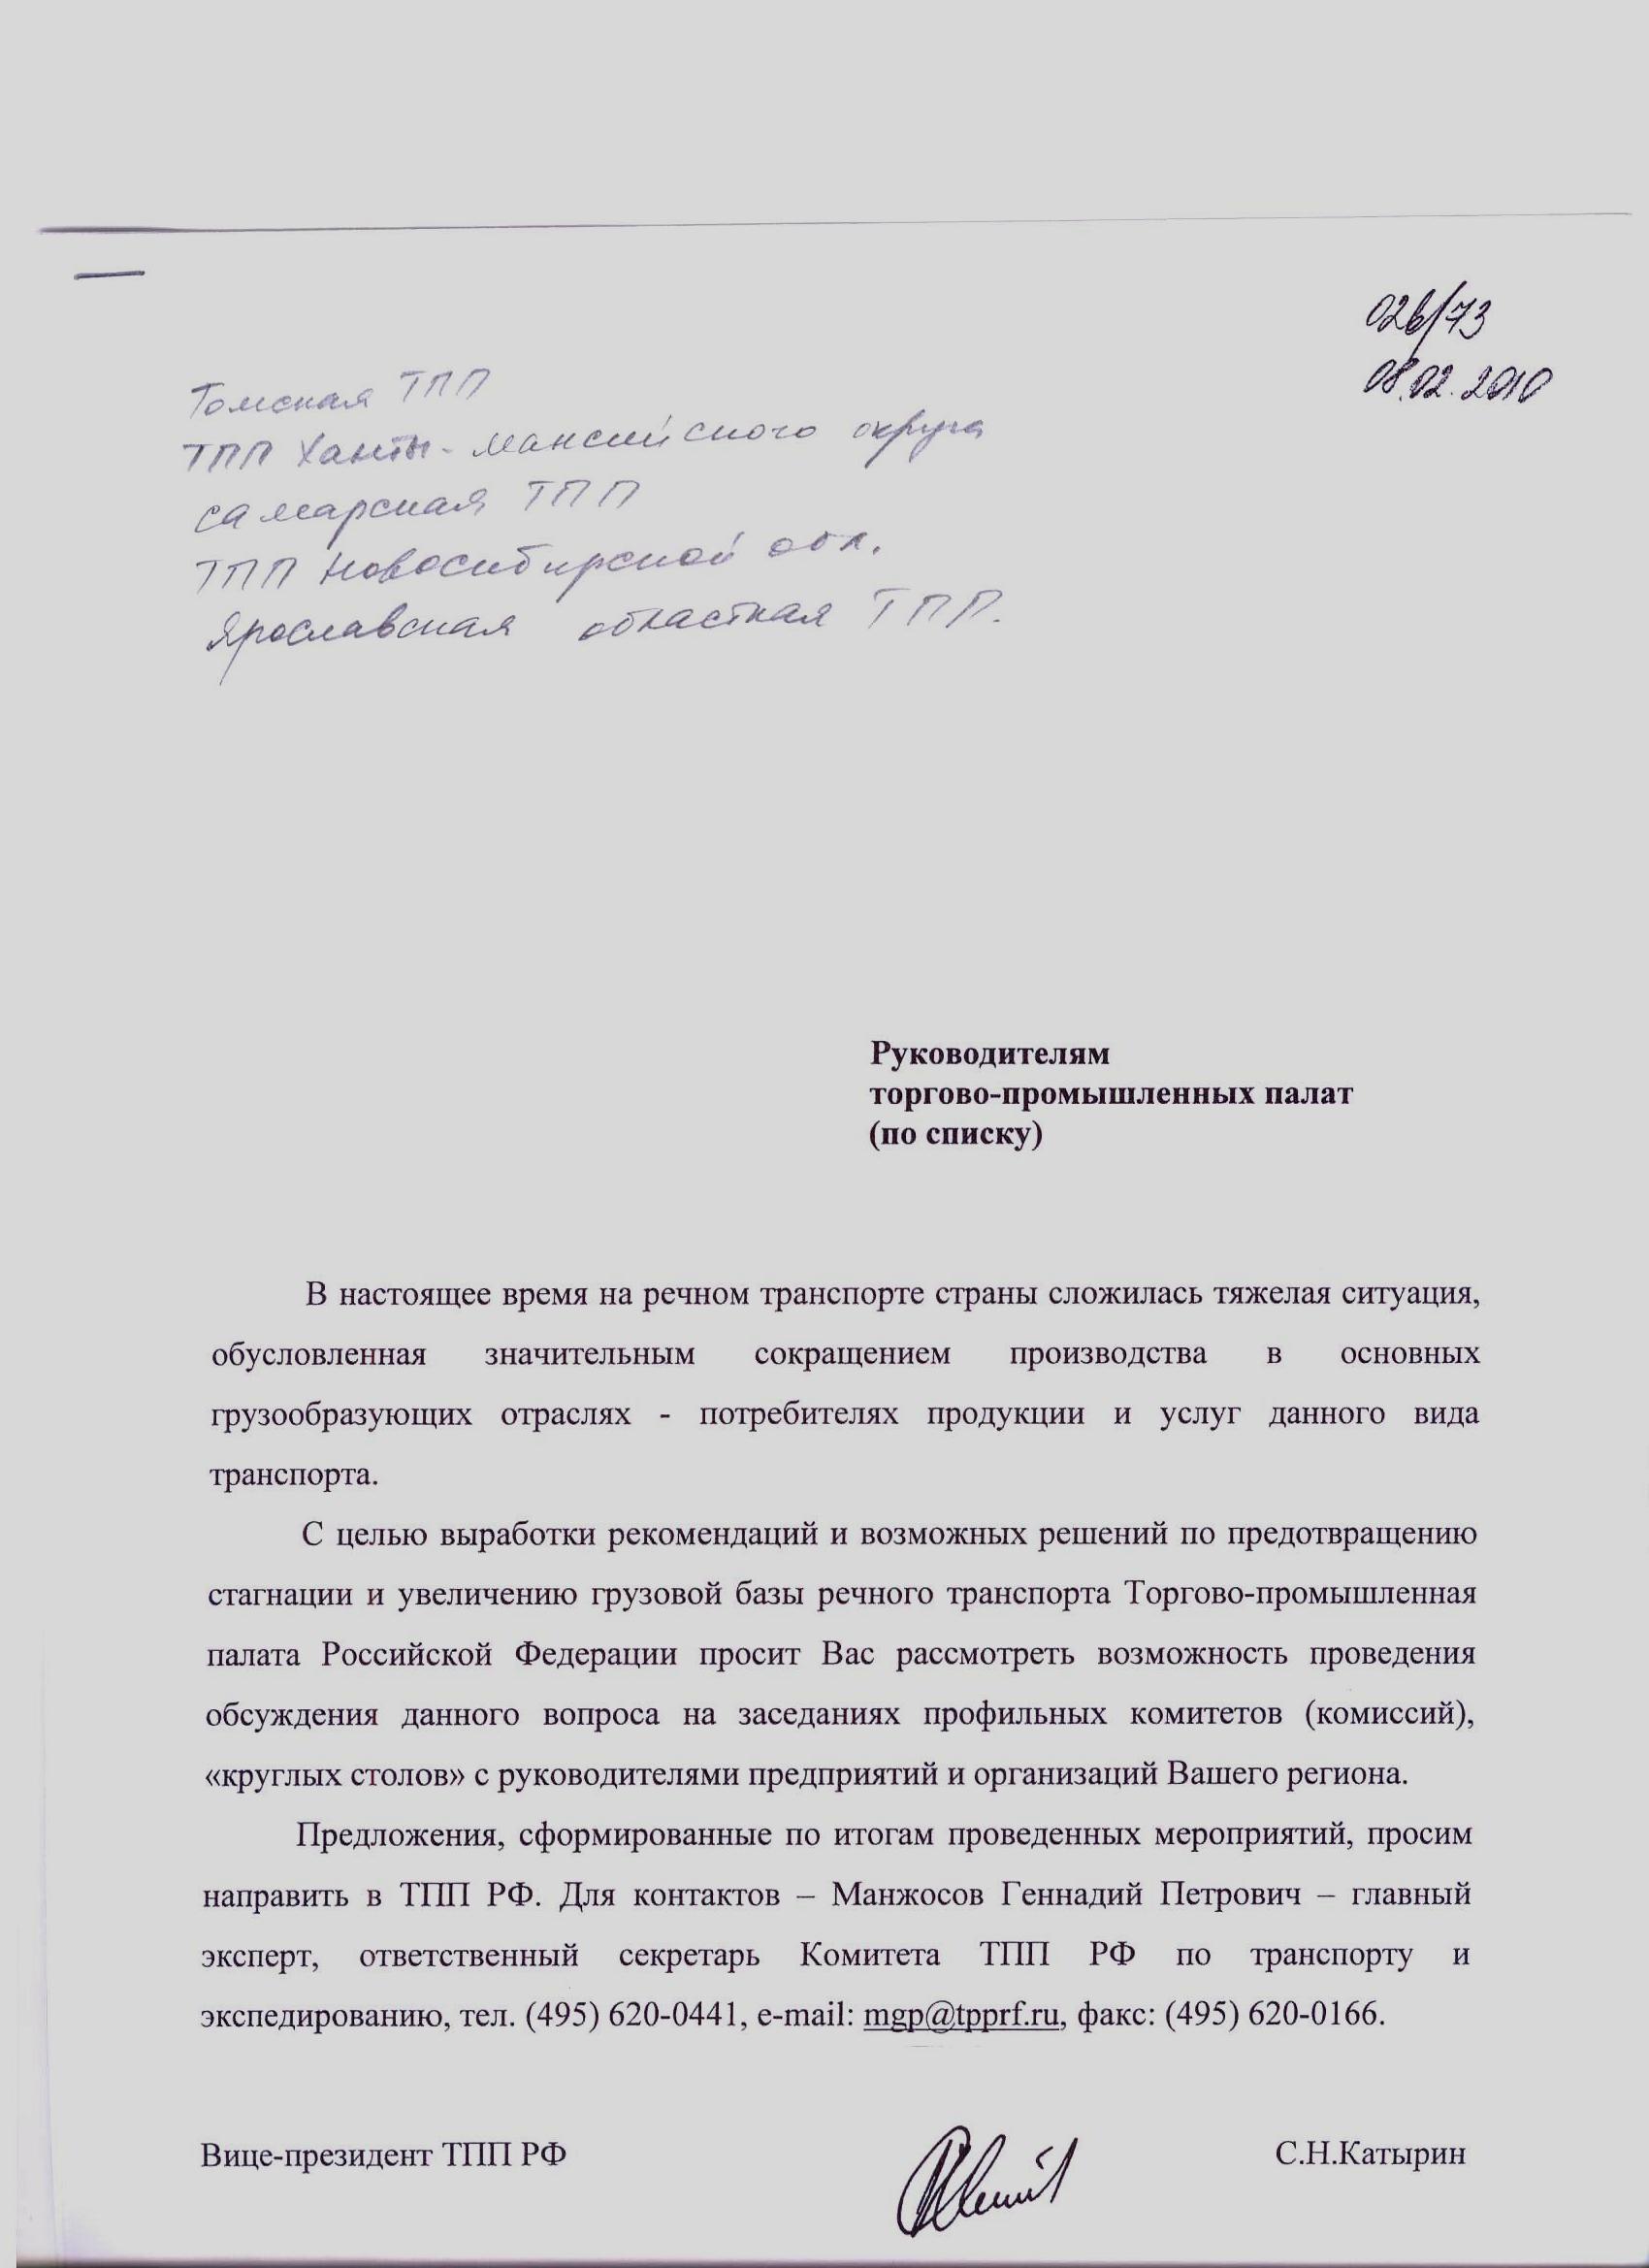 026/73
08.02.2010
Томская ТПП
ТПП Ханты-мансийского округа
самарская ТПП
ТПП Новосибирской обл.
Ярославская областная ТПП.
Руководителям
торгово-промышленных палат
(по списку)
В настоящее время на речном транспорте страны сложилась тяжелая ситуация,
обусловленная значительным сокращением производства в основных
грузообразующих отраслях - потребителях продукции и услуг данного вида
транспорта.
С целью выработки рекомендаций и возможных решений по предотвращению
стагнации и увеличению грузовой базы речного транспорта Торгово-промышленная
палата Российской Федерации просит Вас рассмотреть возможность проведения
обсуждения данного вопроса на заседаниях профильных комитетов (комиссий),
«круглых столов» с руководителями предприятий и организаций Вашего региона.
Предложения, сформированные по итогам проведенных мероприятий, просим
направить в ТПП РФ. Для контактов – Манжосов Геннадий Петрович – главный
эксперт, ответственный секретарь Комитета ТПП РФ по транспорту и
экспедированию, тел. (495) 620-0441, e-mail: mgp@tpprf.ru, факс: (495) 620-0166.
Вице-президент ТПП РФ С.Н.Катырин